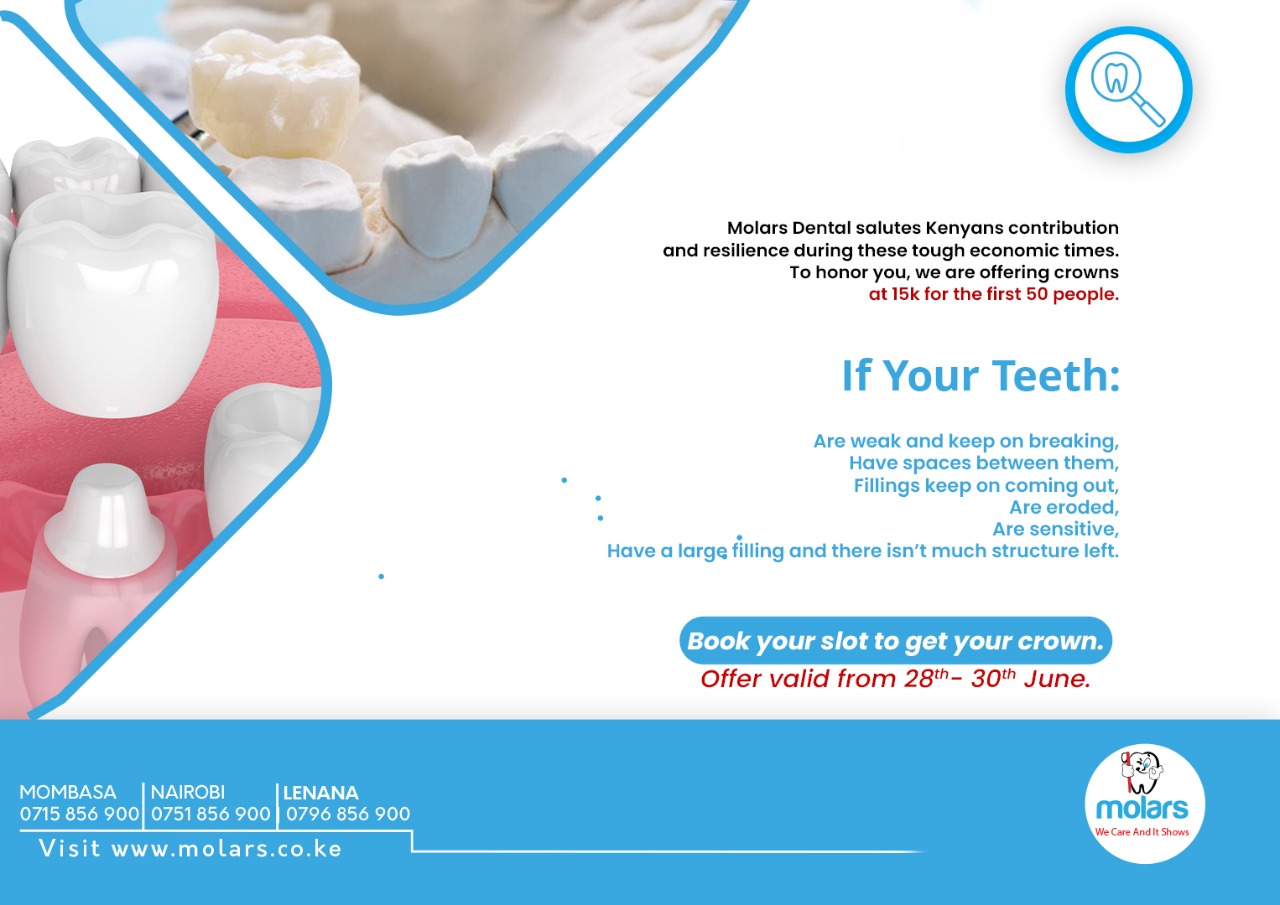 Molars Dental salutes Kenyans contribution
and resilience during these tough economic times.
To honor you, we are offering crowns
at 15k for the first 50 people.
If Your Teeth:
Are weak and keep on breaking,
Have spaces between them,
Fillings keep on coming out,
Are eroded,
Are sensitive,
Have a large filling and there isn’t much structure left.
Book your slot to get your crown.
Offer valid from 28th- 30th June.
MOMBASA NAIROBI LENANA
0715 856 900 0751 856 900 0796 856 900
Visit www.molars.co.ke
molars
We Care And It Shows